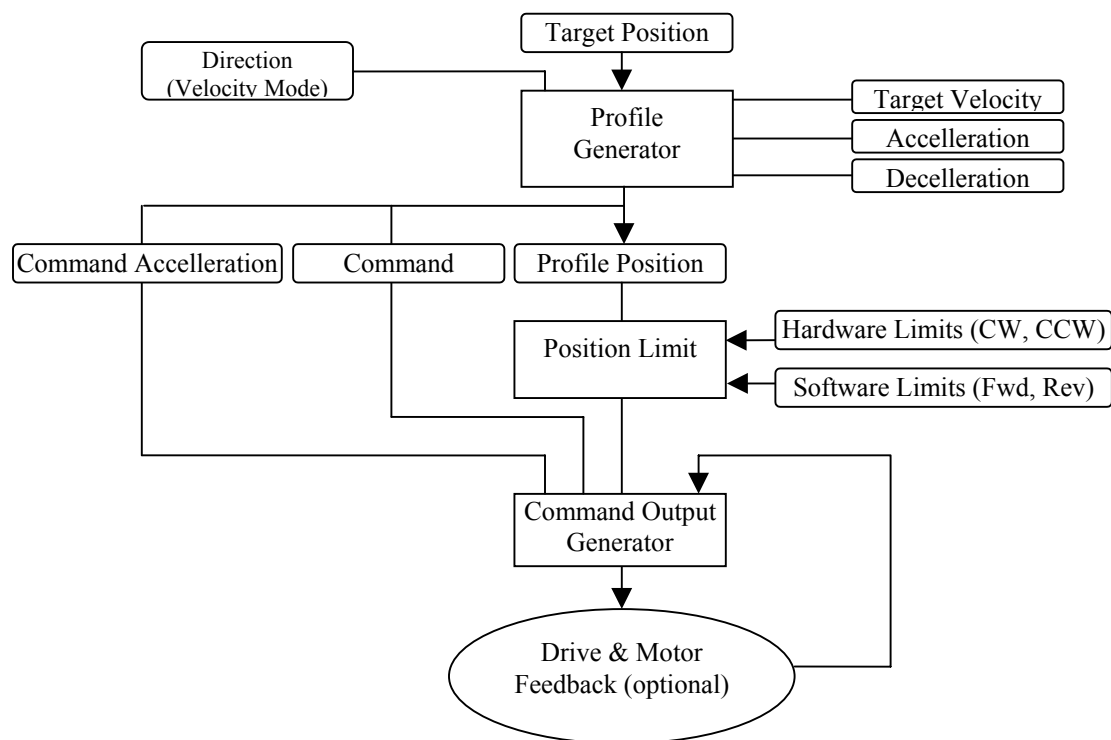 Target Position
Direction
(Velocity Mode)
Profile
Generator
Target Velocity
Accelleration
Decelleration
Command Accelleration
Command
Profile Position
Position Limit
Hardware Limits (CW, CCW)
Software Limits (Fwd, Rev)
Command Output
Generator
Drive & Motor
Feedback (optional)